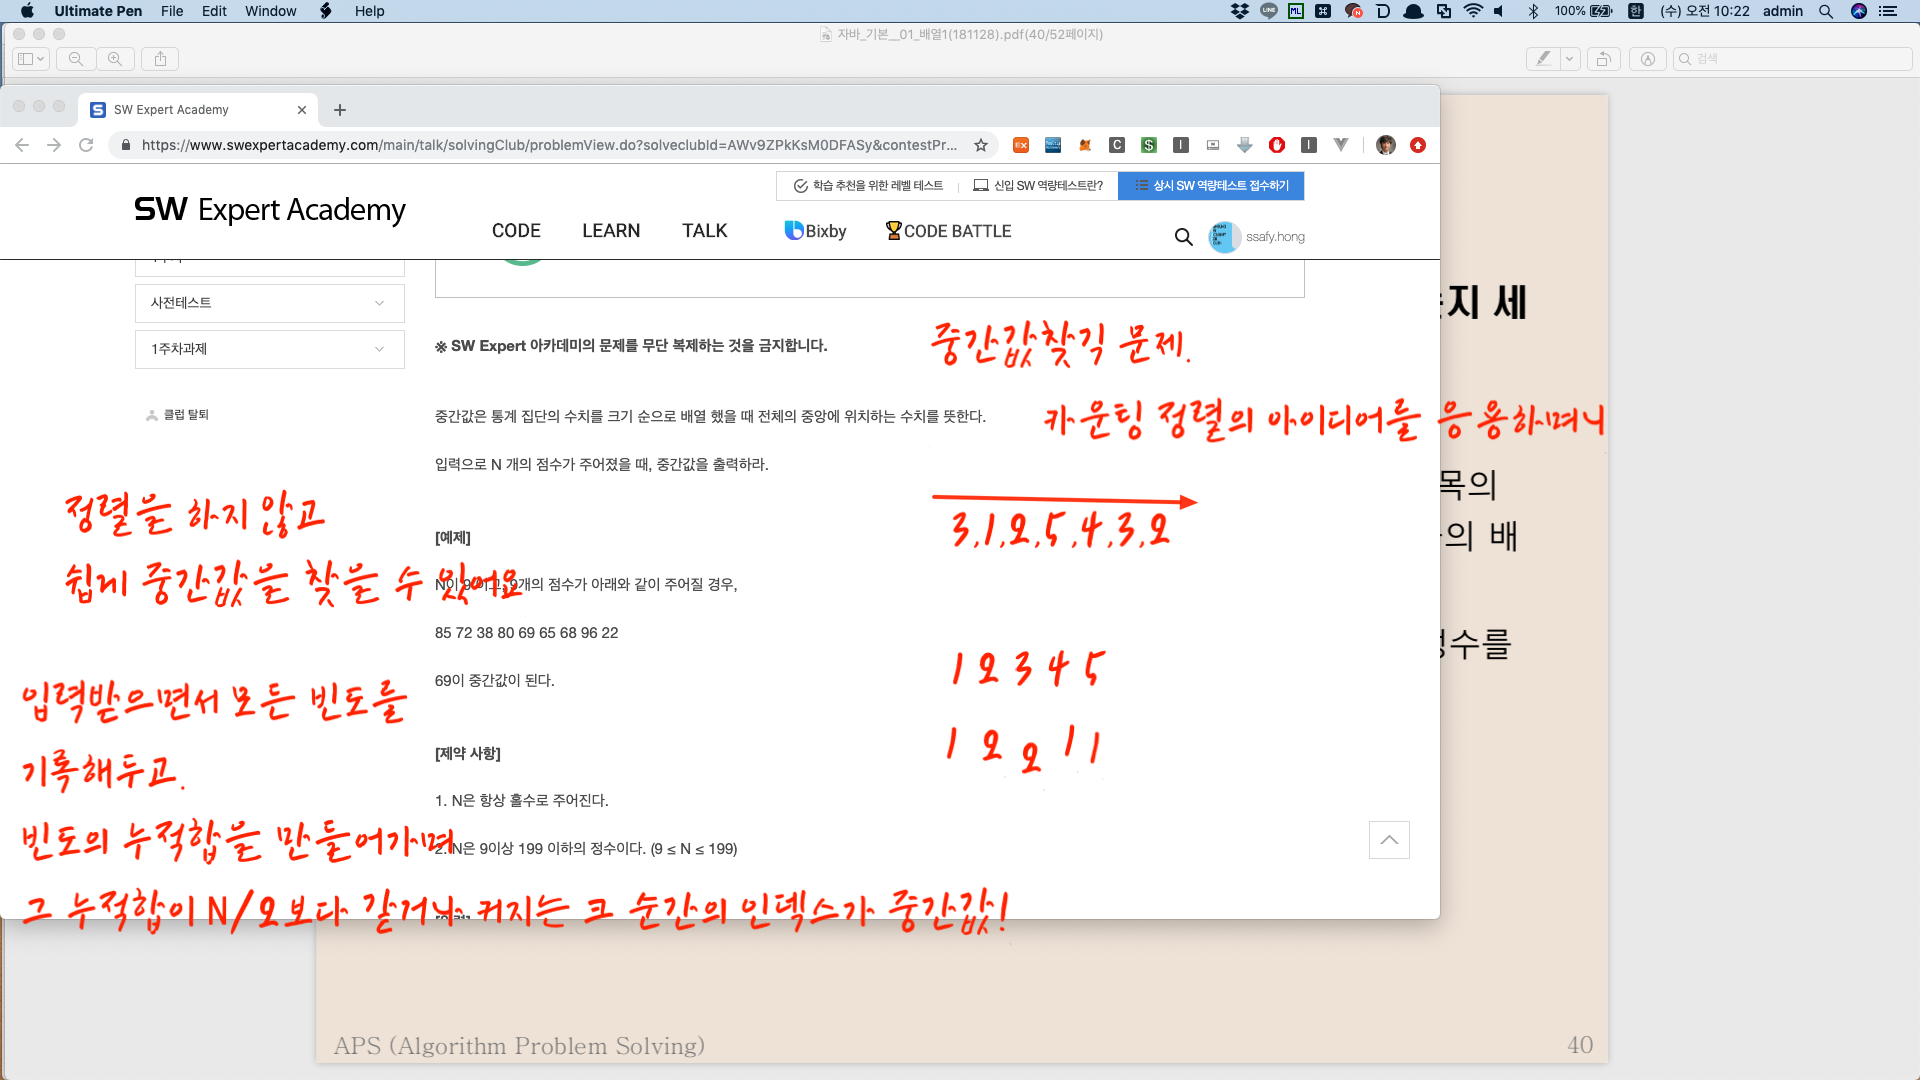 Ultimate Pen File Edit Window Help
100% 한 (수) 오전 10:22 admin
자바_기본__01_배열1(181128).pdf(40/52페이지)
검색
SW Expert Academy
https://www.swexpertacademy.com/main/talk/solvingClub/problemView.do?solveclubId=AWv9ZPkKsM0DFASy&contestPr...
학습 추천을 위한 레벨 테스트
신입 SW 역량테스트란?
상시 SW 역량테스트 접수하기
SW Expert Academy
CODE LEARN TALK Bixby CODE BATTLE
ssafy.hong
사전테스트
1주차과제
클럽 탈퇴
지 세
※ SW Expert 아카데미의 문제를 무단 복제하는 것을 금지합니다.
중간값찾긱 문제.
중간값은 통계 집단의 수치를 크기 순으로 배열 했을 때 전체의 중앙에 위치하는 수치를 뜻한다.
카운팅 정렬의 아이디어를 응용하며니
입력으로 N 개의 점수가 주어졌을 때, 중간값을 출력하라.
목의
의 배
정렬을 하지 않고
3,1,2,5,4,3,2
[예제]
쉽게 중간값을 찾을 수 있어요
N이 9 이고, 9개의 점수가 아래와 같이 주어질 경우,
85 72 38 80 69 65 68 96 22
수를
1 2 3 4 5
69이 중간값이 된다.
입력받으면서 모든 빈도를
1 2 2 1 1
[제약 사항]
기록해두고.
1. N은 항상 홀수로 주어진다.
빈도의 누적합을 만들어가며
2. N은 9이상 199 이하의 정수이다. (9 ≤ N ≤ 199)
그 누적합이 N/2보다 같거나 커지는 크 순간의 인덱스가 중간값!
APS (Algorithm Problem Solving)
40